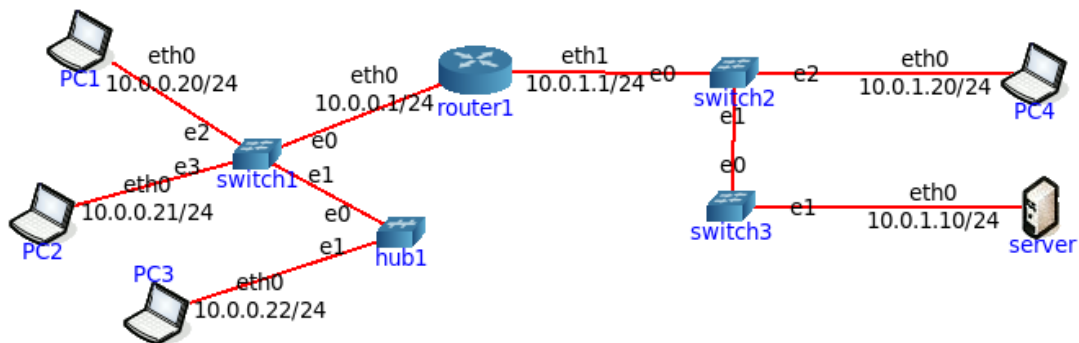 eth0
PC1
10.0.0.20/24
e2
eth0
10.0.0.1/24
router1
eth1
10.0.1.1/24
e0
switch2
e2
eth0
10.0.1.20/24
PC4
e1
e0
e3
switch1
e1
eth0
10.0.0.21/24
PC2
e0
e1
hub1
PC3
eth0
10.0.0.22/24
e0
switch3
e1
eth0
10.0.1.10/24
server